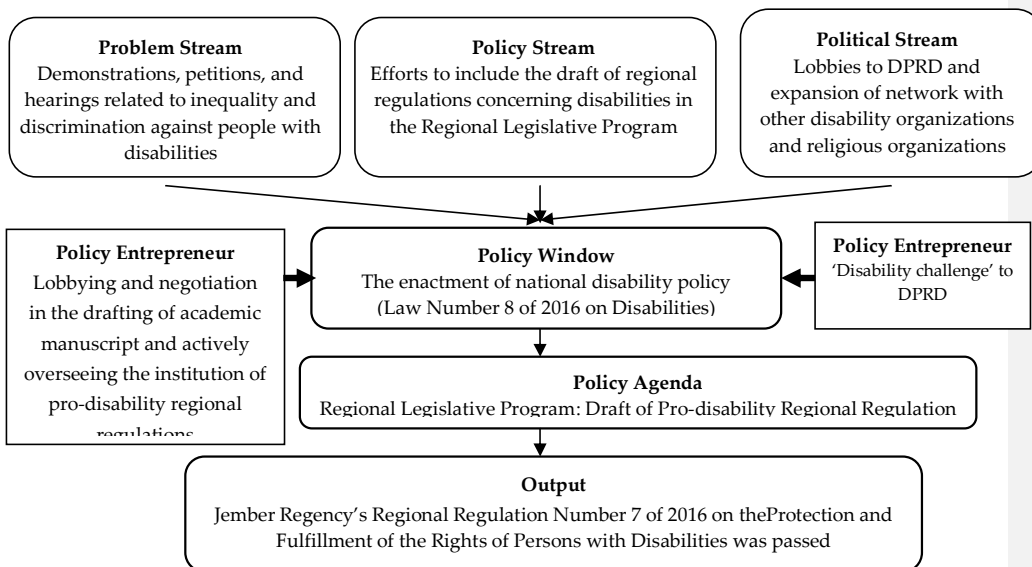 Problem Stream
Demonstrations, petitions, and
hearings related to inequality and
discrimination against people with
disabilities
Policy Stream
Efforts to include the draft of regional
regulations concerning disabilities in
the Regional Legislative Program
Political Stream
Lobbies to DPRD and
expansion of network with
other disability organizations
and religious organizations
Policy Entrepreneur
Lobbying and negotiation
in the drafting of academic
manuscript and actively
overseeing the institution of
pro-disability regional
regulations
Policy Window
The enactment of national disability policy
(Law Number 8 of 2016 on Disabilities)
Policy Entrepreneur
‘Disability challenge’ to
DPRD
Policy Agenda
Regional Legislative Program: Draft of Pro-disability Regional Regulation
Output
Jember Regency’s Regional Regulation Number 7 of 2016 on theProtection and
Fulfillment of the Rights of Persons with Disabilities was passed